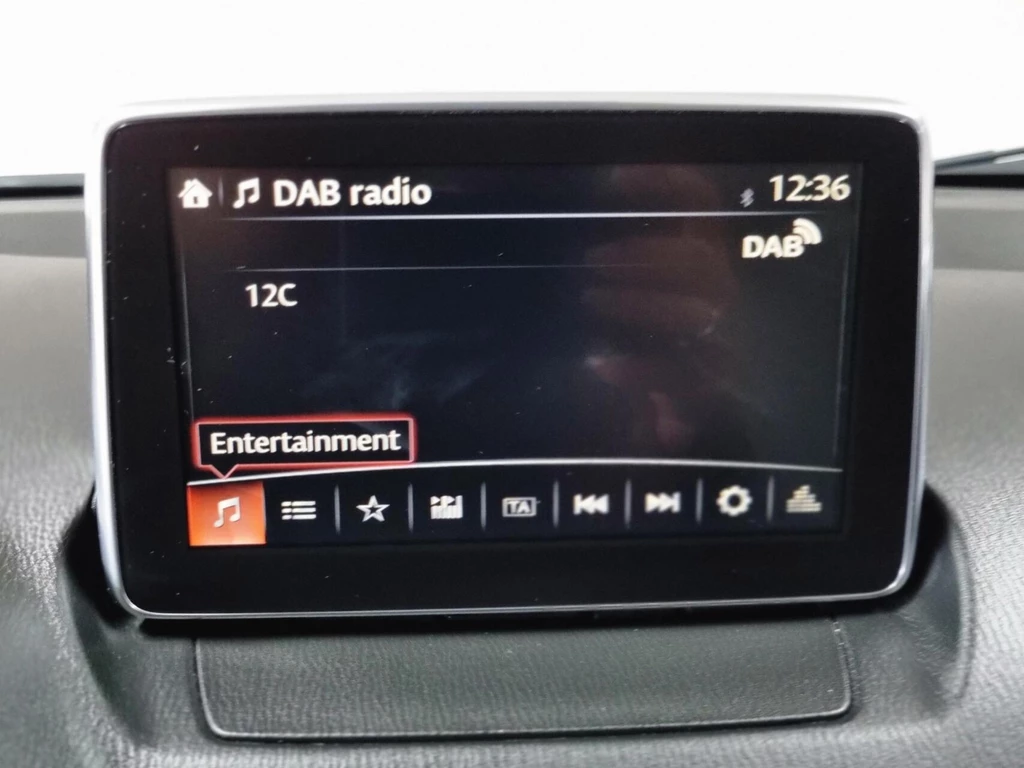 DAB radio 12:36
DAB
12C
Entertainment
TA